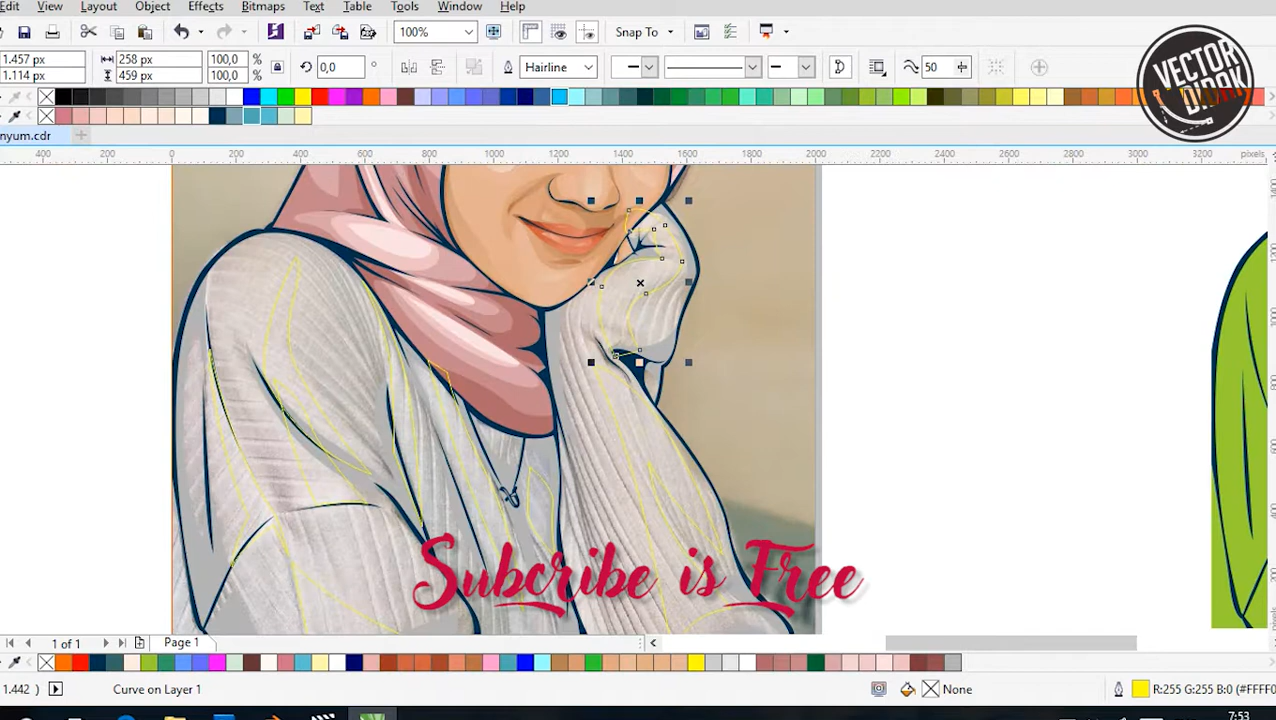 Edit View Layout Object Effects Bitmaps Text Table Tools Window Help
100% Snap To
1.457 px 258 px 100,0 % 0,0 ° Hairline 50
1.114 px 459 px 100,0 %
VECTOR
DIDAK
nyum.cdr
400 200 0 200 400 600 800 1000 1200 1400 1600 1800 2000 2200 2400 2600 2800 3000 3200 pixels
Subcribe is Free
1 of 1 Page 1
1.442 ) Curve on Layer 1 None R:255 G:255 B:0 (#FFFF0
7:53